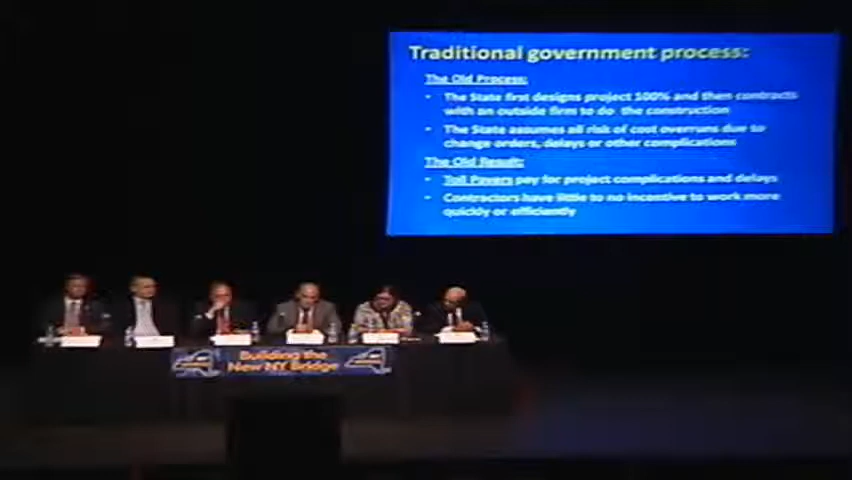 Traditional government process:
The Old Process:
• The State first designs project 100% and then contracts
with an outside firm to do the construction
• The State assumes all risk of cost overruns due to
change orders, delays or other complications
The Old Result:
• Toll Payers pay for project complications and delays
• Contractors have little to no incentive to work more
quickly or efficiently
Building the
New NY Bridge